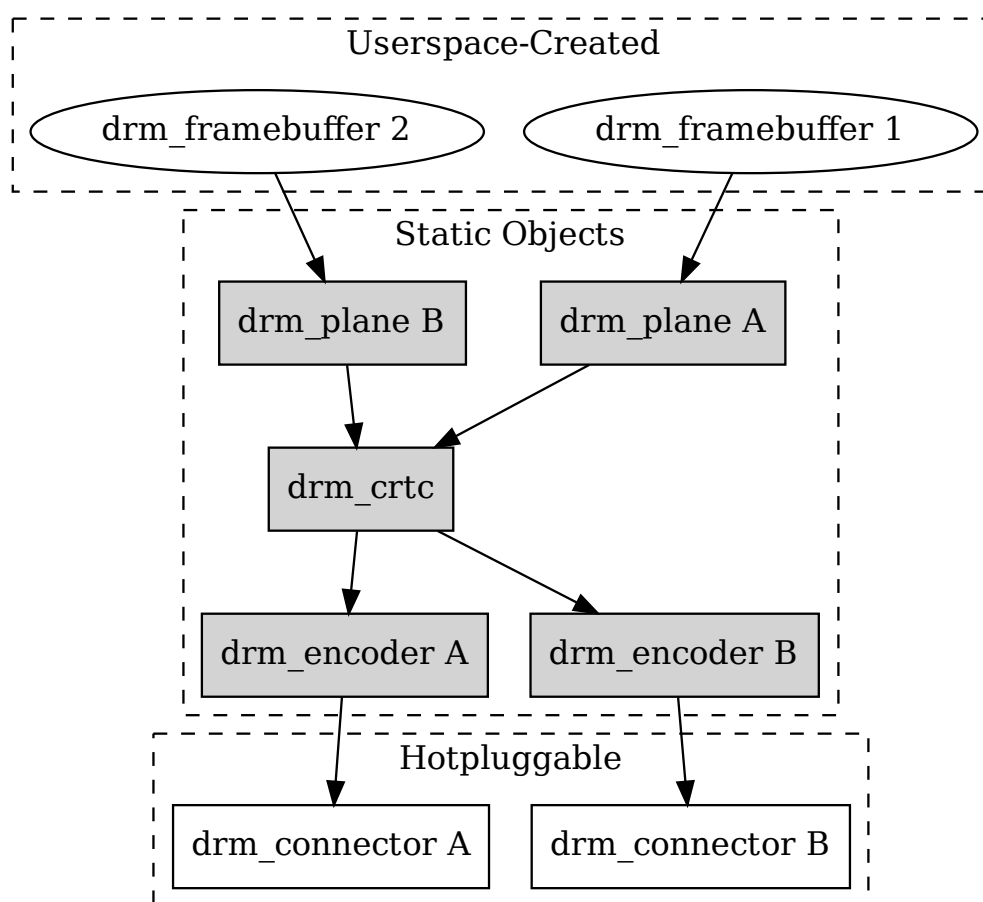 Userspace-Created
drm_framebuffer 2
drm_framebuffer 1
Static Objects
drm_plane B
drm_plane A
drm_crtc
drm_encoder A
drm_encoder B
Hotpluggable
drm_connector A
drm_connector B